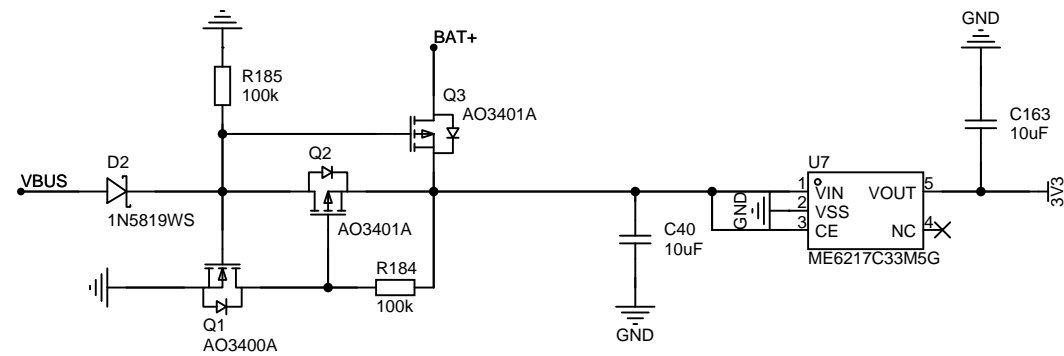 GND
BAT+
R185
100k
Q3
AO3401A
C163
10uF
D2
Q2
U7
VBUS
1
VIN
VOUT
5
3V3
1N5819WS
2
VSS
GND
AO3401A
C40
10uF
3
CE
NC
4
ME6217C33M5G
R184
100k
Q1
AO3400A
GND